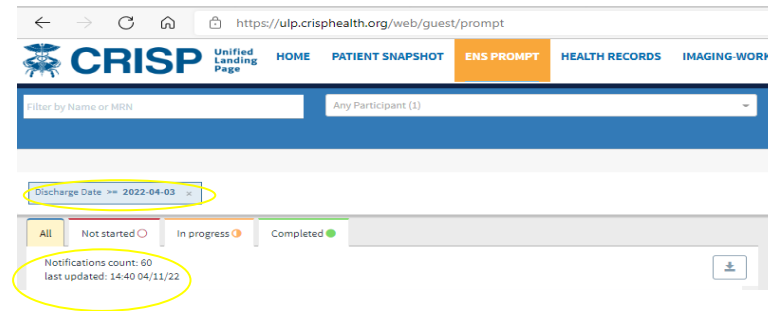 https://ulp.crisphealth.org/web/guest/prompt
CRISP
Unified
Landing
Page
HOME PATIENT SNAPSHOT ENS PROMPT HEALTH RECORDS IMAGING-WORK
Filter by Name or MRN
Any Participant (1)
Discharge Date >= 2022-04-03 ×
All Not started In progress Completed
Notifications count: 60
last updated: 14:40 04/11/22